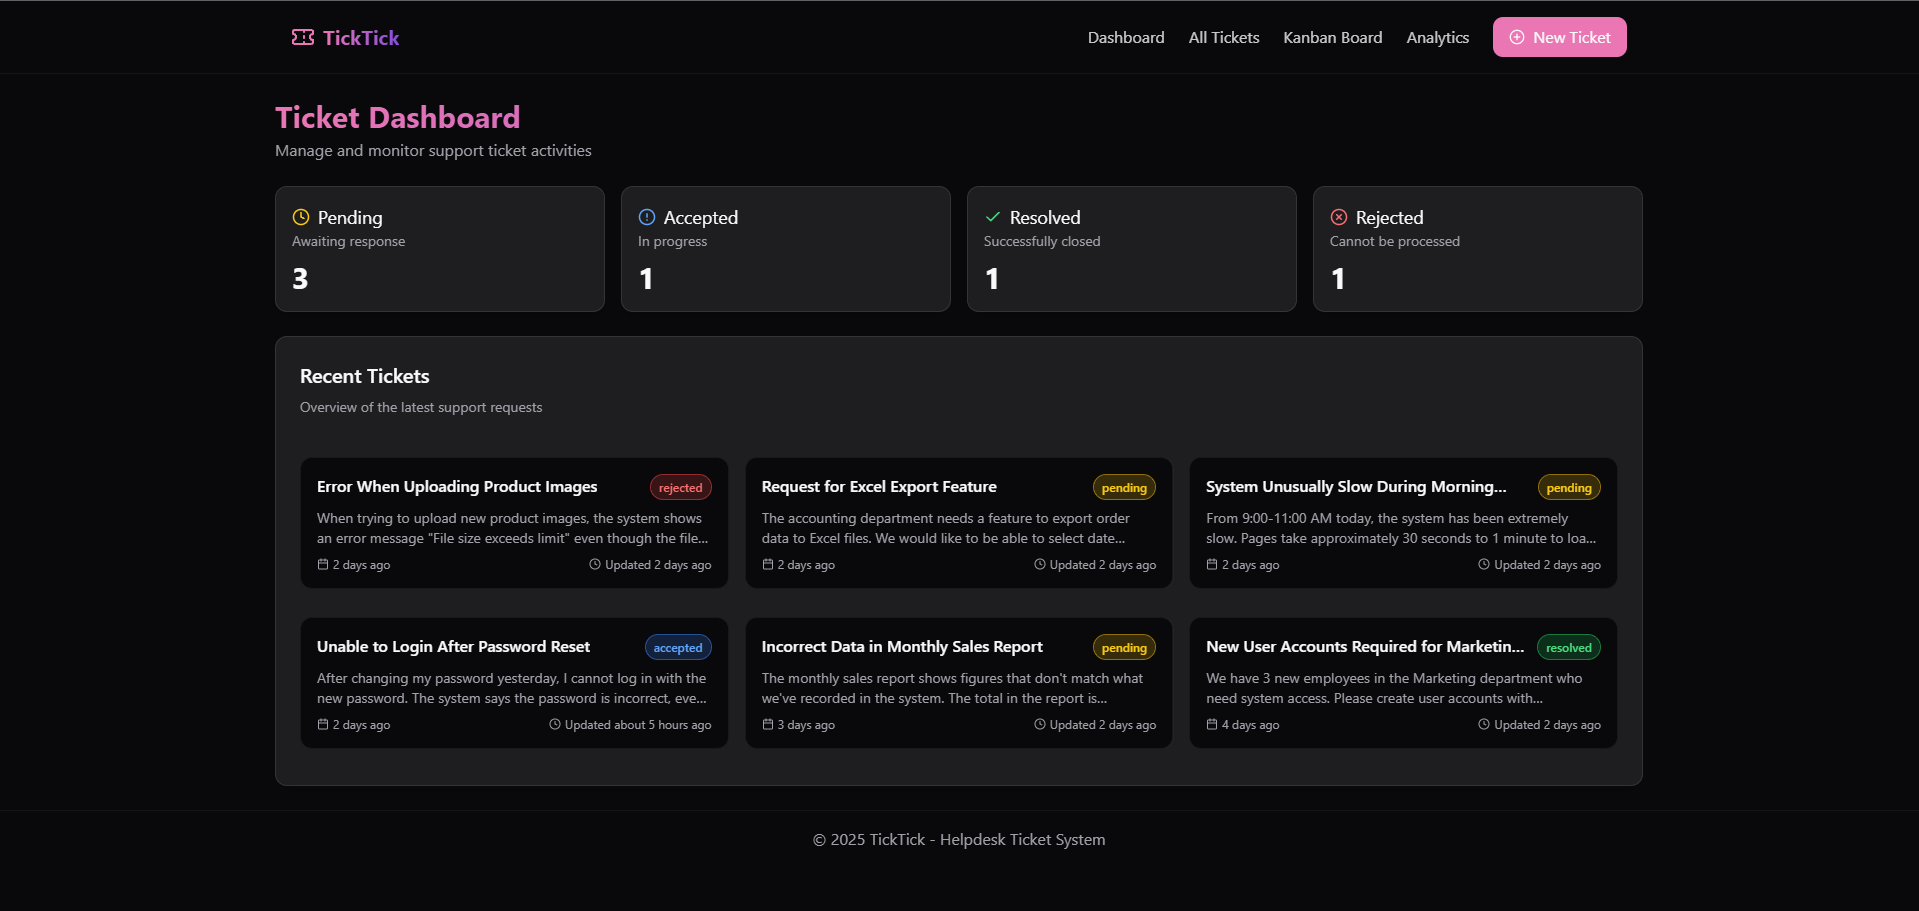 TickTick
Dashboard
All Tickets
Kanban Board
Analytics
New Ticket
Ticket Dashboard
Manage and monitor support ticket activities
Pending
Awaiting response
3
Accepted
In progress
1
Resolved
Successfully closed
1
Rejected
Cannot be processed
1
Recent Tickets
Overview of the latest support requests
Error When Uploading Product Images
rejected
When trying to upload new product images, the system shows
an error message "File size exceeds limit" even though the file...
2 days ago
Updated 2 days ago
Request for Excel Export Feature
pending
The accounting department needs a feature to export order
data to Excel files. We would like to be able to select date...
2 days ago
Updated 2 days ago
System Unusually Slow During Morning...
pending
From 9:00-11:00 AM today, the system has been extremely
slow. Pages take approximately 30 seconds to 1 minute to loa...
2 days ago
Updated 2 days ago
Unable to Login After Password Reset
accepted
After changing my password yesterday, I cannot log in with the
new password. The system says the password is incorrect, eve...
2 days ago
Updated about 5 hours ago
Incorrect Data in Monthly Sales Report
pending
The monthly sales report shows figures that don't match what
we've recorded in the system. The total in the report is...
3 days ago
Updated 2 days ago
New User Accounts Required for Marketin...
resolved
We have 3 new employees in the Marketing department who
need system access. Please create user accounts with...
4 days ago
Updated 2 days ago
© 2025 TickTick - Helpdesk Ticket System